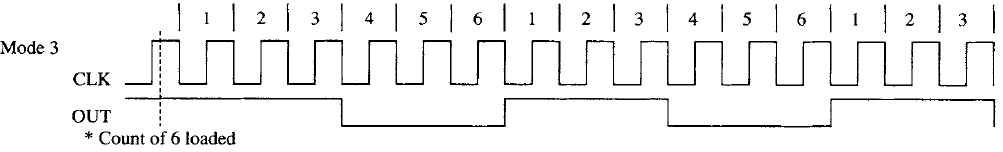 1 2 3 4 5 6 1 2 3 4 5 6 1 2 3
Mode 3
CLK
OUT
* Count of 6 loaded